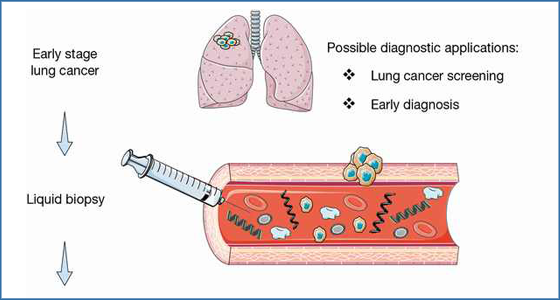 Early stage
lung cancer
Possible diagnostic applications:
❖ Lung cancer screening
❖ Early diagnosis
Liquid biopsy